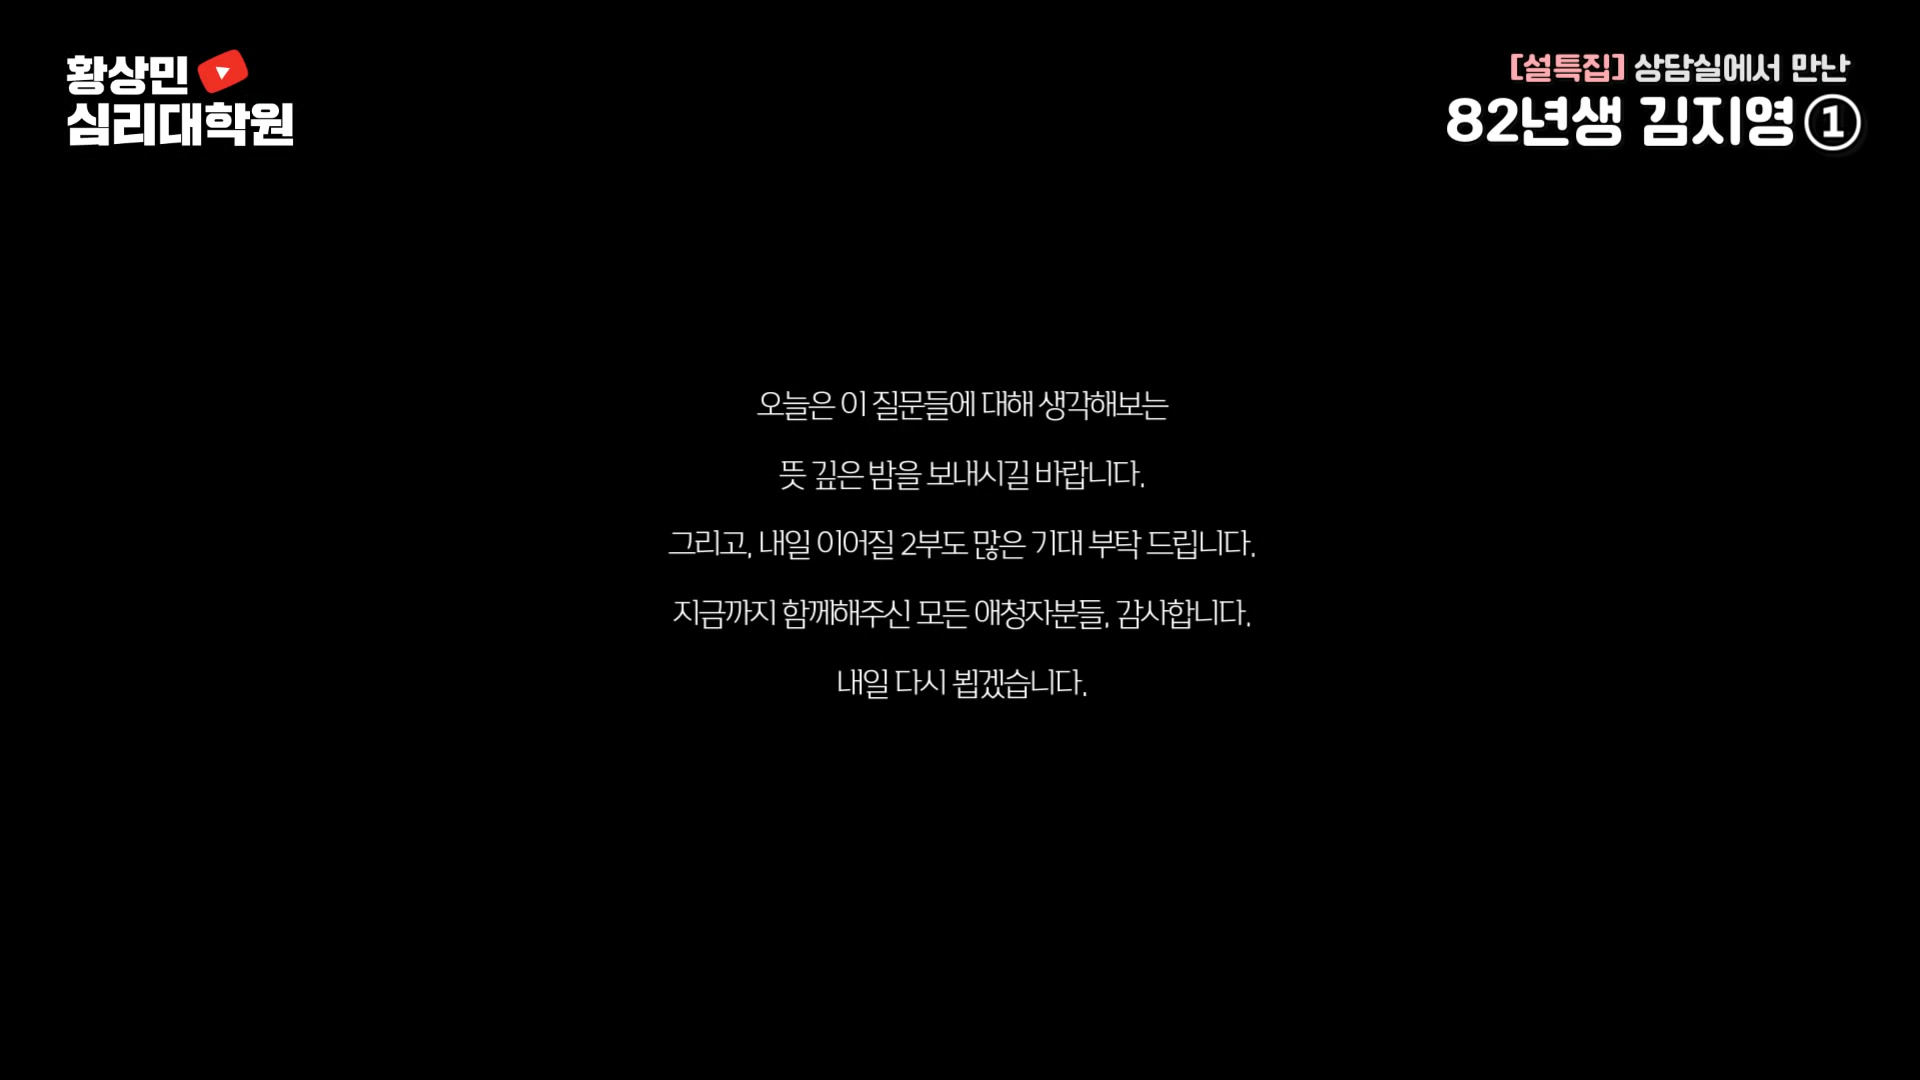 황상민
심리대학원
[설특집] 상담실에서 만난
82년생 김지영①
오늘은 이 질문들에 대해 생각해보는
뜻 깊은 밤을 보내시길 바랍니다.
그리고, 내일 이어질 2부도 많은 기대 부탁 드립니다.
지금까지 함께해주신 모든 애청자분들, 감사합니다.
내일 다시 뵙겠습니다.